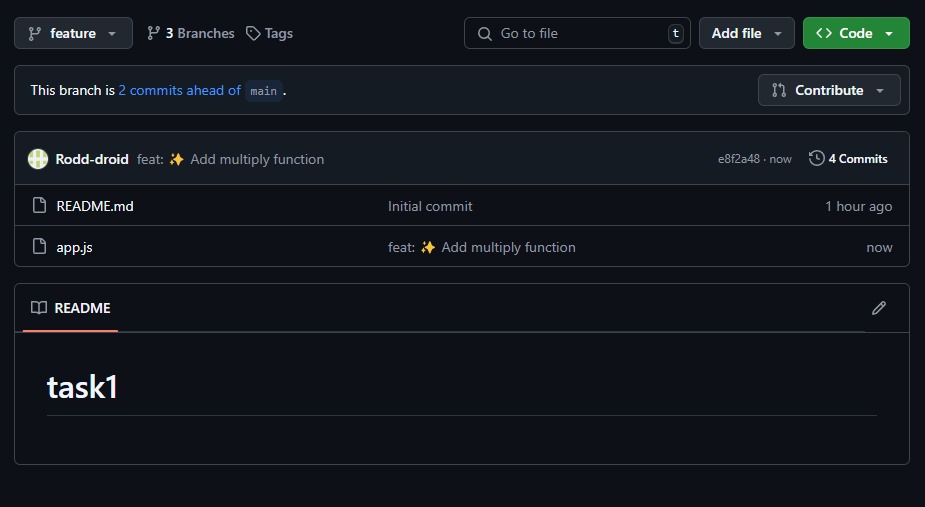 feature 3 Branches Tags Go to file t Add file Code
This branch is 2 commits ahead of main.
Contribute
Rodd-droid feat: ✨ Add multiply function e8f2a48 · now 4 Commits
README.md Initial commit 1 hour ago
app.js feat: ✨ Add multiply function now
README
task1